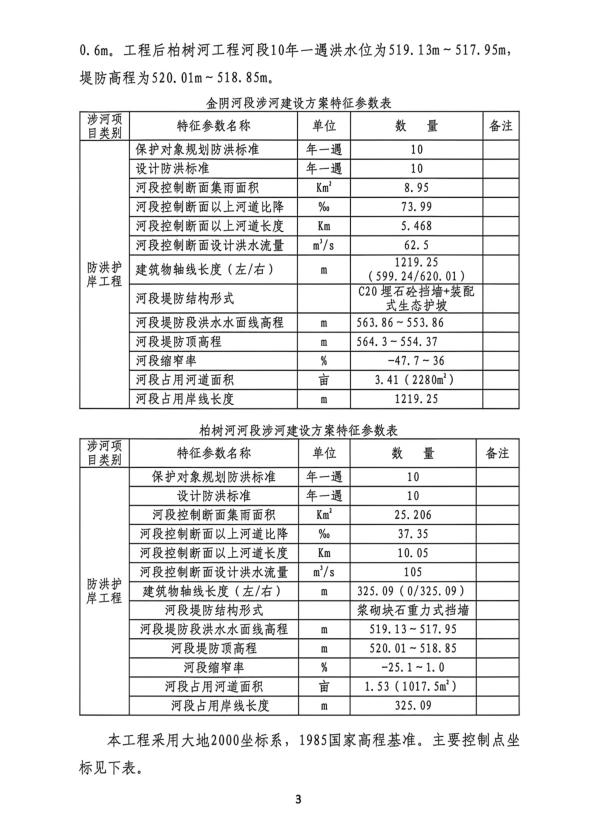 0.6m。工程后柏树河工程河段10年一遇洪水位为519.13m～517.95m，
堤防高程为520.01m～518.85m。
金阴河段涉河建设方案特征参数表
涉河项目类别 特征参数名称 单位 数 量 备注
防洪护岸工程 保护对象规划防洪标准 年一遇 10
设计防洪标准 年一遇 10
河段控制断面集雨面积 Km² 8.95
河段控制断面以上河道比降 ‰ 73.99
河段控制断面以上河道长度 Km 5.468
河段控制断面设计洪水流量 m³/s 62.5
建筑物轴线长度（左/右） m 1219.25
（599.24/620.01）
河段堤防结构形式 C20 埋石砼挡墙+装配
式生态护坡
河段堤防段洪水水面线高程 m 563.86～553.86
河段堤顶高程 m 564.3～554.37
河段缩窄率 % -47.7～36
河段占用河道面积 亩 3.41（2280m²）
河段占用岸线长度 m 1219.25
柏树河河段涉河建设方案特征参数表
涉河项目类别 特征参数名称 单位 数 量 备注
防洪护岸工程 保护对象规划防洪标准 年一遇 10
设计防洪标准 年一遇 10
河段控制断面集雨面积 Km² 25.206
河段控制断面以上河道比降 ‰ 37.35
河段控制断面以上河道长度 Km 10.05
河段控制断面设计洪水流量 m³/s 105
建筑物轴线长度（左/右） m 325.09（0/325.09）
河段堤防结构形式 浆砌块石重力式挡墙
河段堤防段洪水水面线高程 m 519.13～517.95
河段堤防顶高程 m 520.01～518.85
河段缩窄率 % -25.1～1.0
河段占用河道面积 亩 1.53（1017.5m²）
河段占用岸线长度 m 325.09
本工程采用大地2000坐标系，1985国家高程基准。主要控制点坐
标见下表。
3